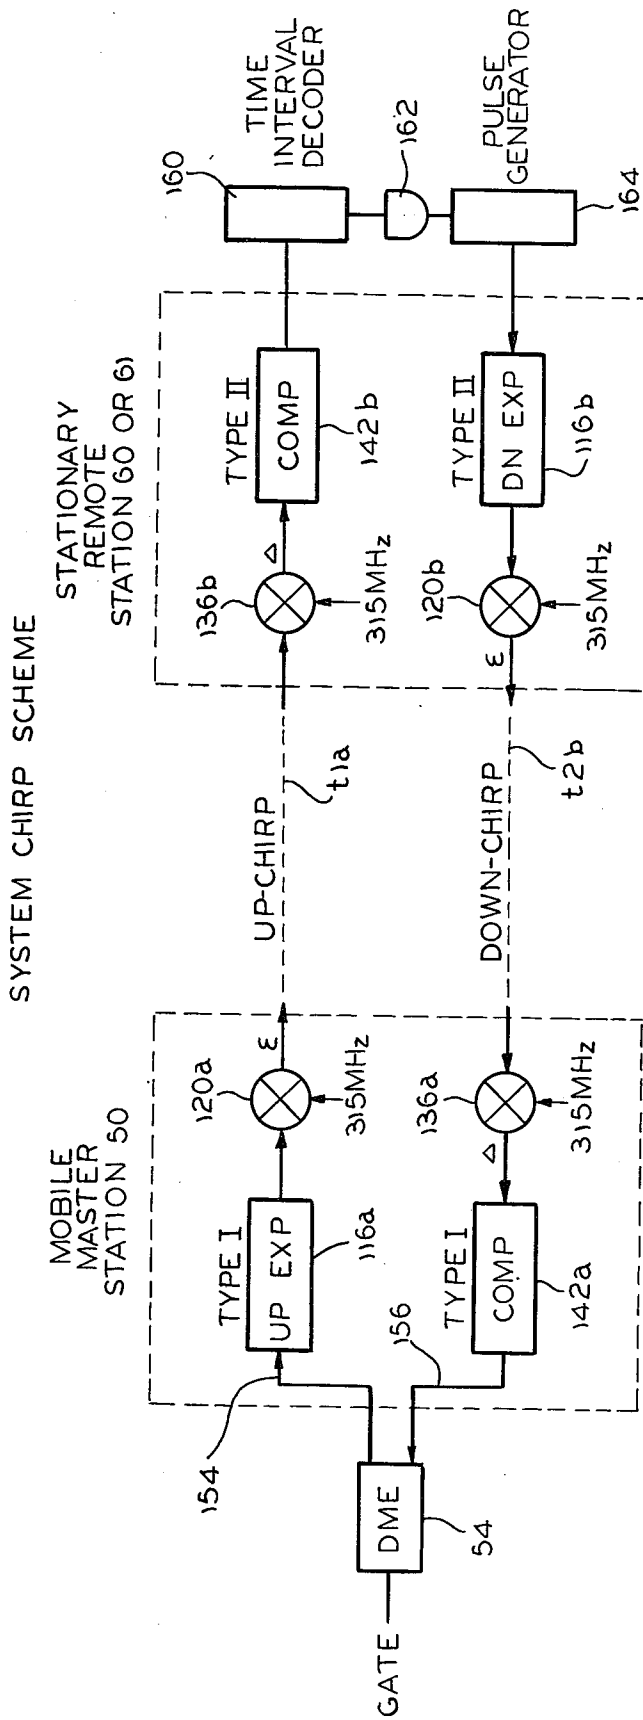 SYSTEM CHIRP SCHEME
MOBILE
MASTER
STATION 50
STATIONARY
REMOTE
STATION 60 OR 61
GATE
DME
54
154
156
TYPE I
UP EXP
116a
120a
ε
315MHz
UP-CHIRP
t1a
136b
Δ
315MHz
TYPE II
COMP
142b
160
TIME
INTERVAL
DECODER
162
TYPE I
COMP
142a
136a
Δ
315MHz
DOWN-CHIRP
t2b
120b
ε
315MHz
TYPE II
DN EXP
116b
PULSE
GENERATOR
164